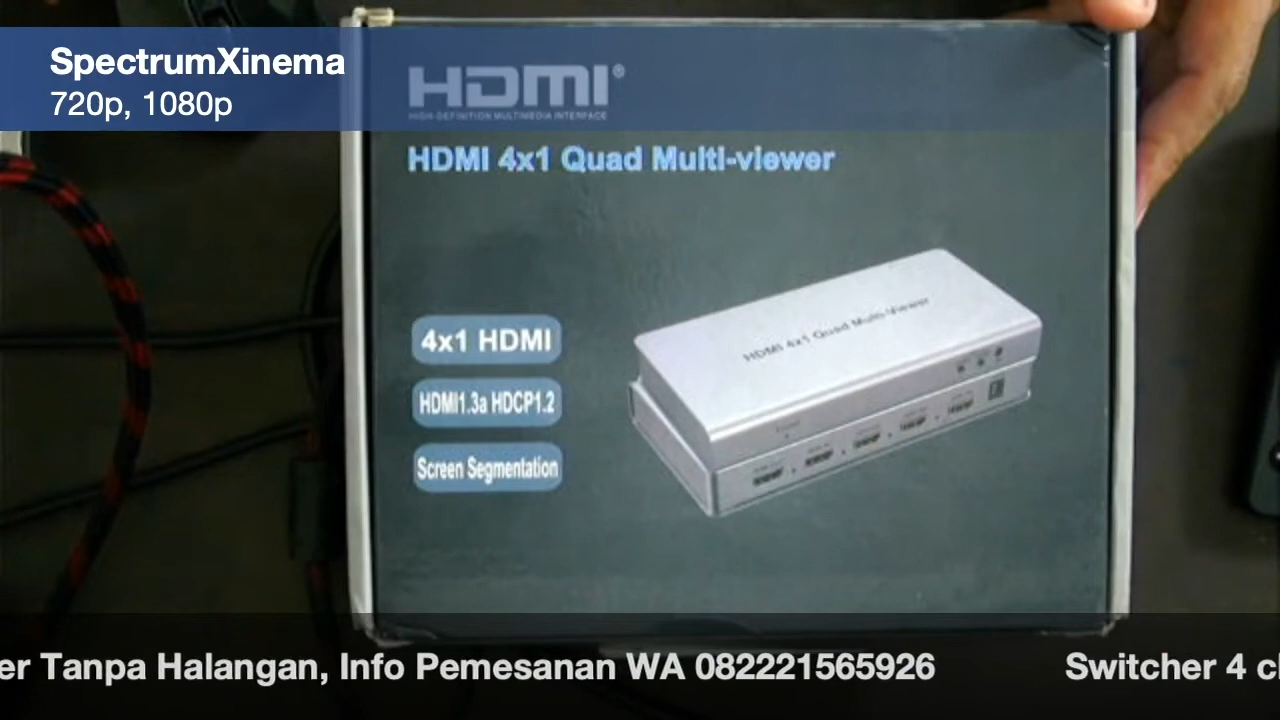 SpectrumXinema
720p, 1080p
HDMI®
HIGH-DEFINITION MULTIMEDIA INTERFACE
HDMI 4x1 Quad Multi-viewer
HDMI 4x1 Quad Multi-Viewer
4x1 HDMI
HDMI1.3a HDCP1.2
Screen Segmentation
er Tanpa Halangan, Info Pemesanan WA 082221565926
Switcher 4 c